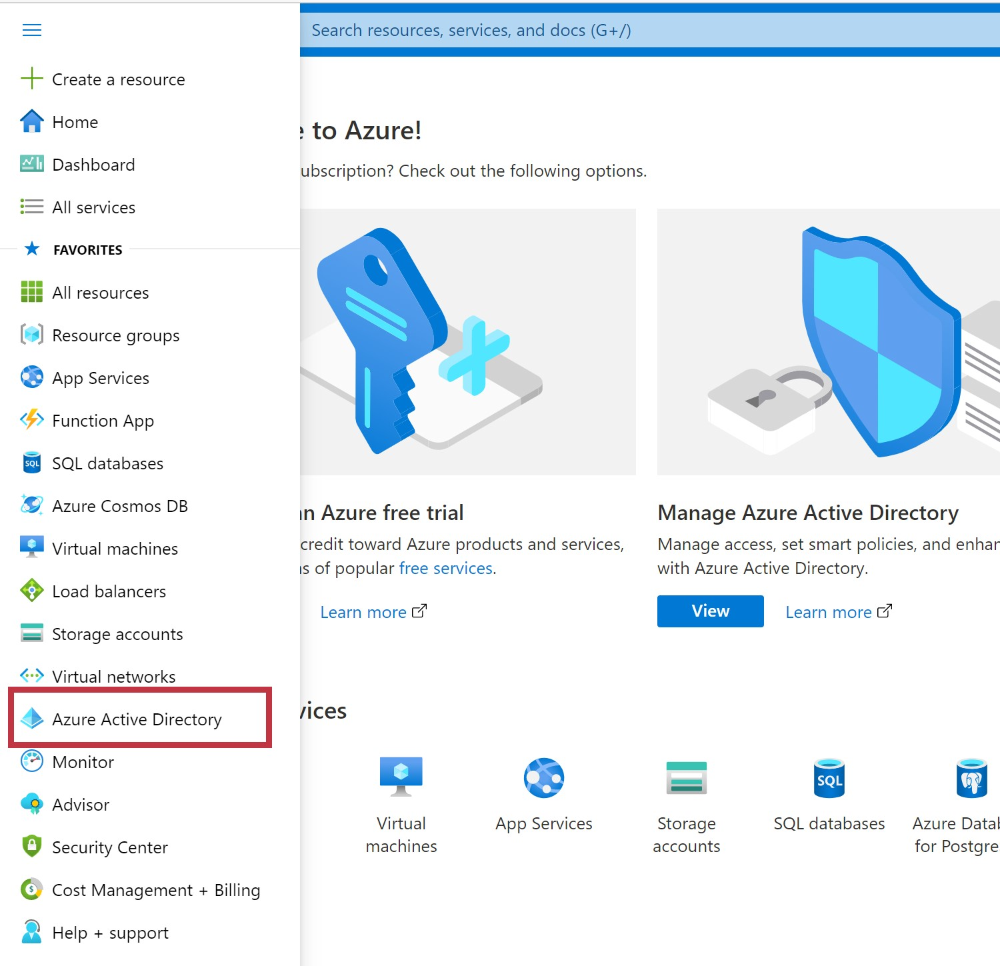 Search resources, services, and docs (G+/)
Create a resource
Home
Dashboard
All services
FAVORITES
All resources
Resource groups
App Services
Function App
SQL databases
Azure Cosmos DB
Virtual machines
Load balancers
Storage accounts
Virtual networks
Azure Active Directory
Monitor
Advisor
Security Center
Cost Management + Billing
Help + support
to Azure!
ubscription? Check out the following options.
n Azure free trial
credit toward Azure products and services,
s of popular free services.
Learn more
Manage Azure Active Directory
Manage access, set smart policies, and enhan
with Azure Active Directory.
View
Learn more
vices
Virtual
machines
App Services
Storage
accounts
SQL databases
Azure Datab
for Postgre
SQL
SQL